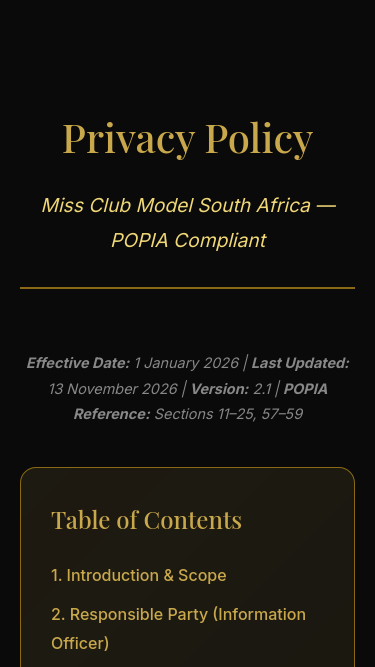 Privacy Policy
Miss Club Model South Africa —
POPIA Compliant
Effective Date: 1 January 2026 | Last Updated:
13 November 2026 | Version: 2.1 | POPIA
Reference: Sections 11–25, 57–59
Table of Contents
1. Introduction & Scope
2. Responsible Party (Information
Officer)